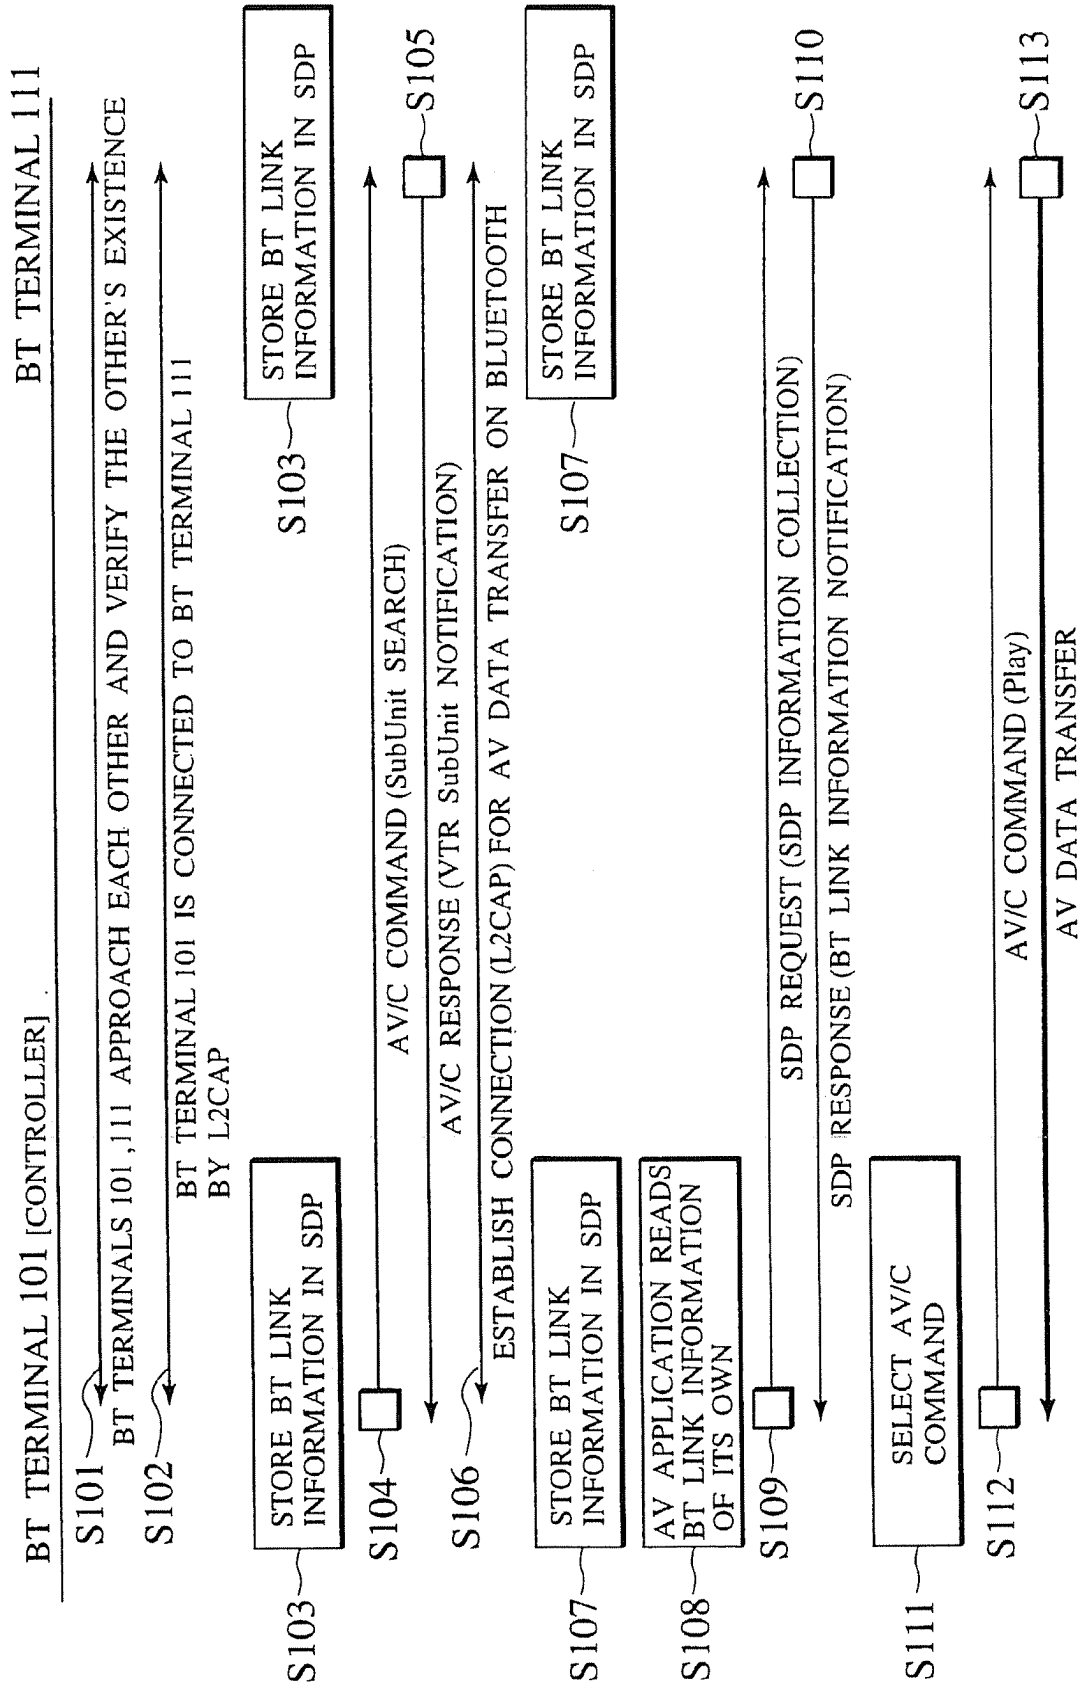 BT TERMINAL 101 [CONTROLLER]
BT TERMINAL 111
S101
BT TERMINALS 101,111 APPROACH EACH OTHER AND VERIFY THE OTHER'S EXISTENCE
S102
BT TERMINAL 101 IS CONNECTED TO BT TERMINAL 111
BY L2CAP
S103
STORE BT LINK
INFORMATION IN SDP
S103
STORE BT LINK
INFORMATION IN SDP
S104
AV/C COMMAND (SubUnit SEARCH)
S105
AV/C RESPONSE (VTR SubUnit NOTIFICATION)
S106
ESTABLISH CONNECTION (L2CAP) FOR AV DATA TRANSFER ON BLUETOOTH
S107
STORE BT LINK
INFORMATION IN SDP
S107
STORE BT LINK
INFORMATION IN SDP
S108
AV APPLICATION READS
BT LINK INFORMATION
OF ITS OWN
S109
SDP REQUEST (SDP INFORMATION COLLECTION)
S110
SDP RESPONSE (BT LINK INFORMATION NOTIFICATION)
S111
SELECT AV/C
COMMAND
S112
AV/C COMMAND (Play)
S113
AV DATA TRANSFER